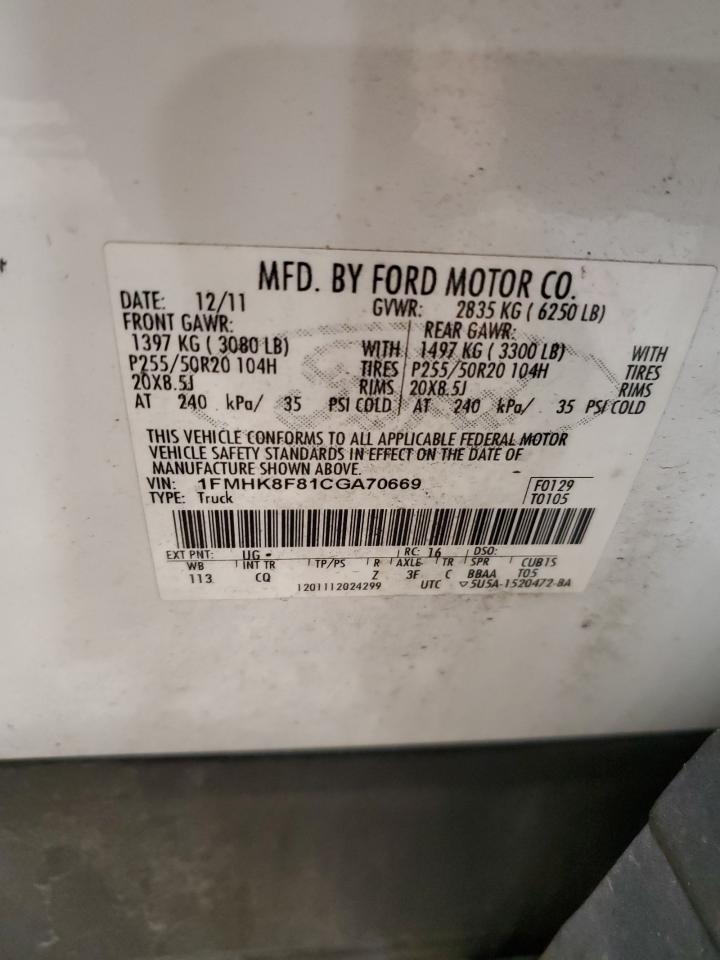 MFD. BY FORD MOTOR CO.
DATE: 12/11 GVWR: 2835 KG ( 6250 LB)
FRONT GAWR: REAR GAWR:
1397 KG ( 3080 LB) WITH 1497 KG ( 3300 LB) WITH
P255/50R20 104H TIRES P255/50R20 104H TIRES
20X8.5J RIMS 20X8.5J RIMS
AT 240 kPa/ 35 PSI COLD AT 240 kPa/ 35 PSI COLD
THIS VEHICLE CONFORMS TO ALL APPLICABLE FEDERAL MOTOR
VEHICLE SAFETY STANDARDS IN EFFECT ON THE DATE OF
MANUFACTURE SHOWN ABOVE.
VIN: 1FMHK8F81CGA70669 F0129
TYPE: Truck T0105
EXT PNT: UG RC: 16 DSO:
WB INT TR TP/PS R AXLE TR SPR CUB1S
113 CQ Z 3F C BBAA T05
1201112024299 UTC ▽5U5A-1520472-BA